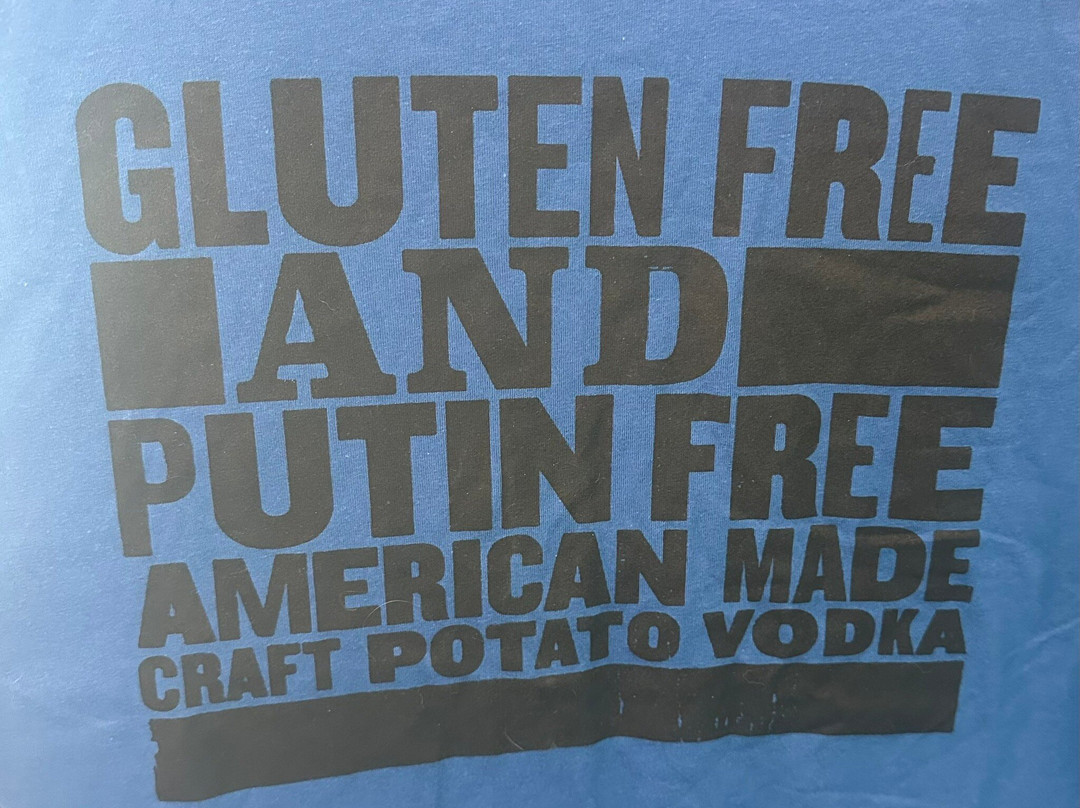 GLUTEN FREE
AND
PUTIN FREE
AMERICAN MADE
CRAFT POTATO VODKA